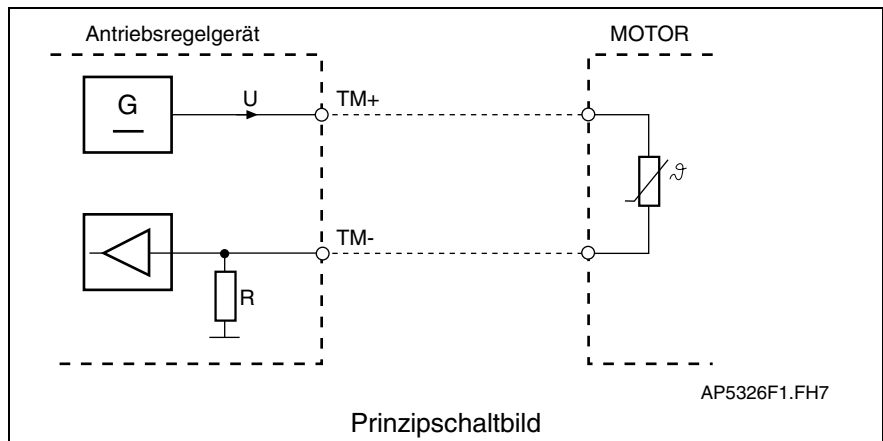 Antriebsregelgerät
MOTOR
G
U
TM+
ϑ
TM-
R
AP5326F1.FH7
Prinzipschaltbild